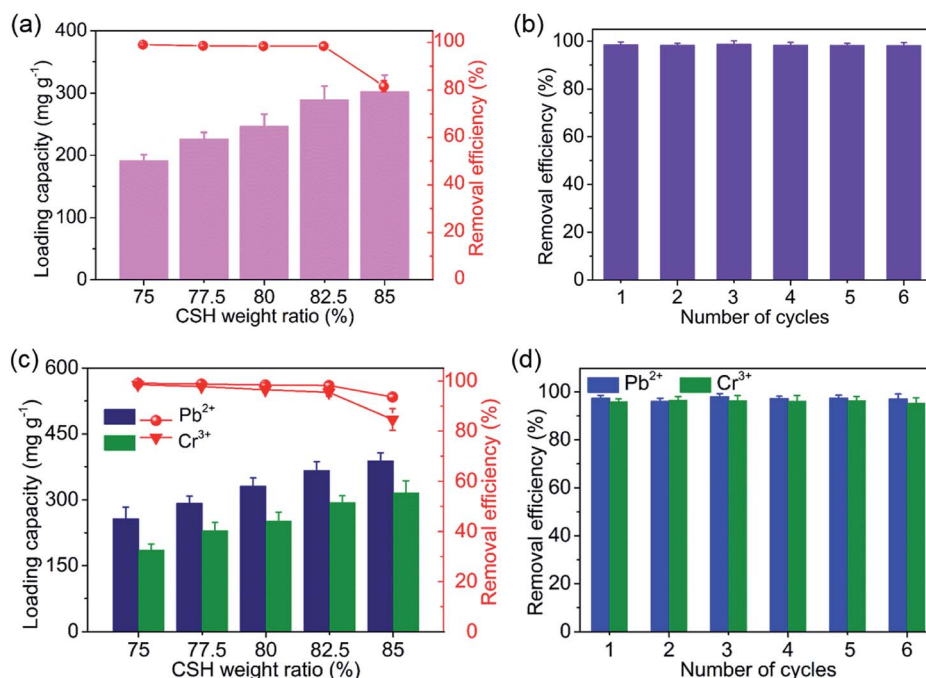 (a)
400
300
200
100
0
Loading capacity (mg g-1)
100
80
60
40
20
0
Removal efficiency (%)
75 77.5 80 82.5 85
CSH weight ratio (%)
(b)
100
80
60
40
20
0
Removal efficiency (%)
1 2 3 4 5 6
Number of cycles
(c)
600
450
300
150
0
Loading capacity (mg g-1)
Pb2+
Cr3+
100
80
60
40
20
0
Removal efficiency (%)
75 77.5 80 82.5 85
CSH weight ratio (%)
(d)
Pb2+ Cr3+
100
80
60
40
20
0
Removal efficiency (%)
1 2 3 4 5 6
Number of cycles